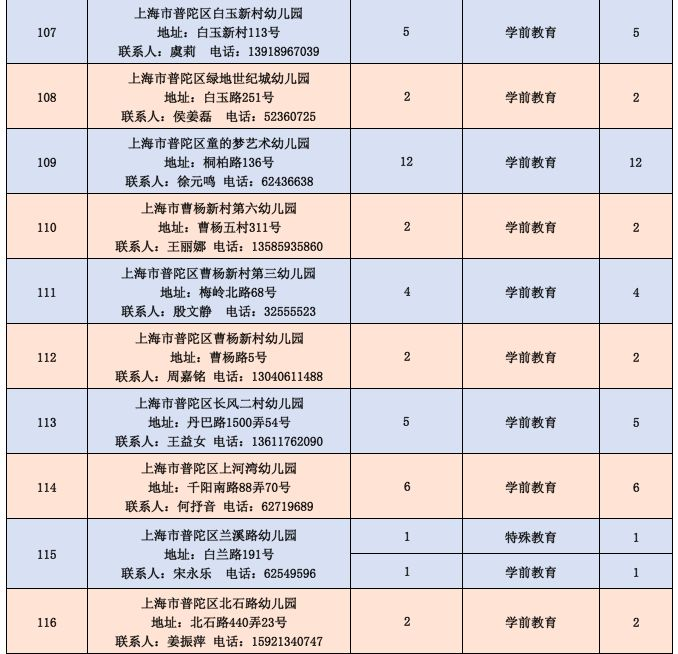 107
上海市普陀区白玉新村幼儿园
地址：白玉新村113号
联系人：虞莉 电话：13918967039
5
学前教育
5
108
上海市普陀区绿地世纪城幼儿园
地址：白玉路251号
联系人：侯姜磊 电话：52360725
2
学前教育
2
109
上海市普陀区童的梦艺术幼儿园
地址：桐柏路136号
联系人：徐元鸣 电话：62436638
12
学前教育
12
110
上海市曹杨新村第六幼儿园
地址：曹杨五村311号
联系人：王丽娜 电话：13585935860
2
学前教育
2
111
上海市普陀区曹杨新村第三幼儿园
地址：梅岭北路68号
联系人：殷文静 电话：32555523
4
学前教育
4
112
上海市普陀区曹杨新村幼儿园
地址：曹杨路5号
联系人：周嘉铭 电话：13040611488
2
学前教育
2
113
上海市普陀区长风二村幼儿园
地址：丹巴路1500弄54号
联系人：王益女 电话：13611762090
5
学前教育
5
114
上海市普陀区上河湾幼儿园
地址：千阳南路88弄70号
联系人：何抒音 电话：62719689
6
学前教育
6
115
上海市普陀区兰溪路幼儿园
地址：白兰路191号
联系人：宋永乐 电话：62549596
1
特殊教育
1
1
学前教育
1
116
上海市普陀区北石路幼儿园
地址：北石路440弄23号
联系人：姜振萍 电话：15921340747
2
学前教育
2